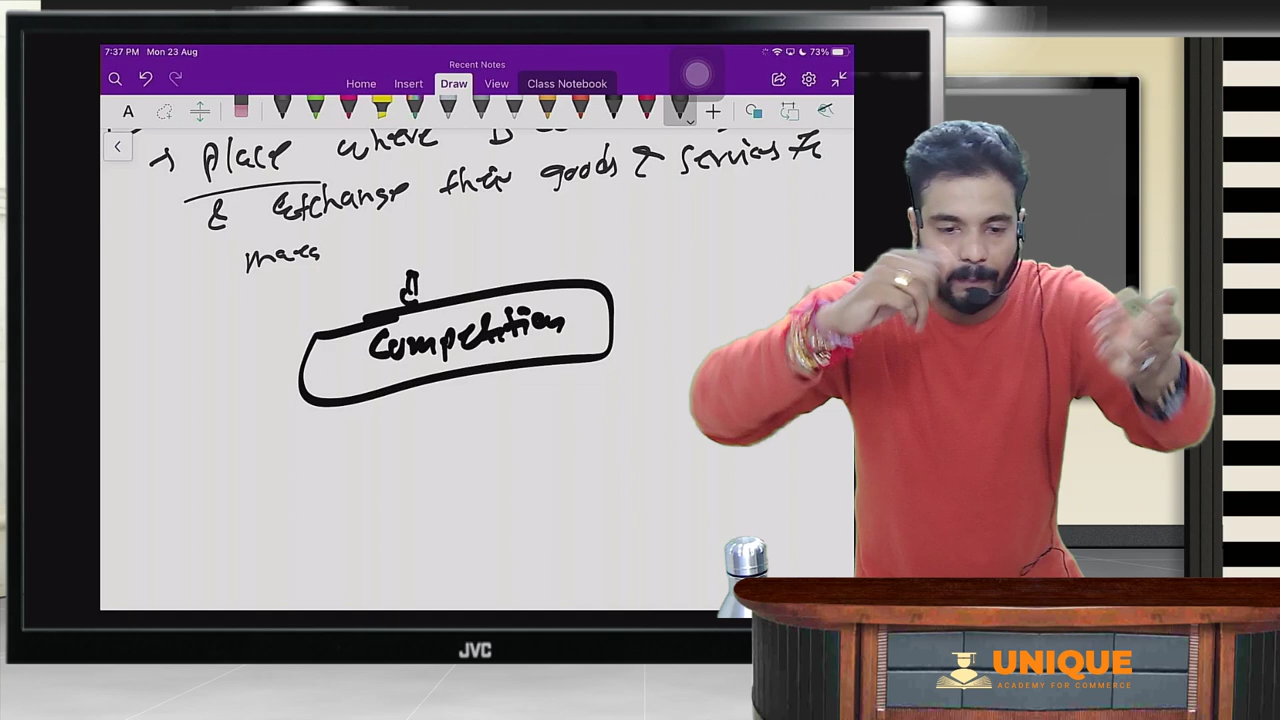 7:37 PM Mon 23 Aug
73%
Recent Notes
Home Insert Draw View Class Notebook
A
→ place where
& exchange their goods & services
Competition
JVC
UNIQUE
ACADEMY FOR COMMERCE